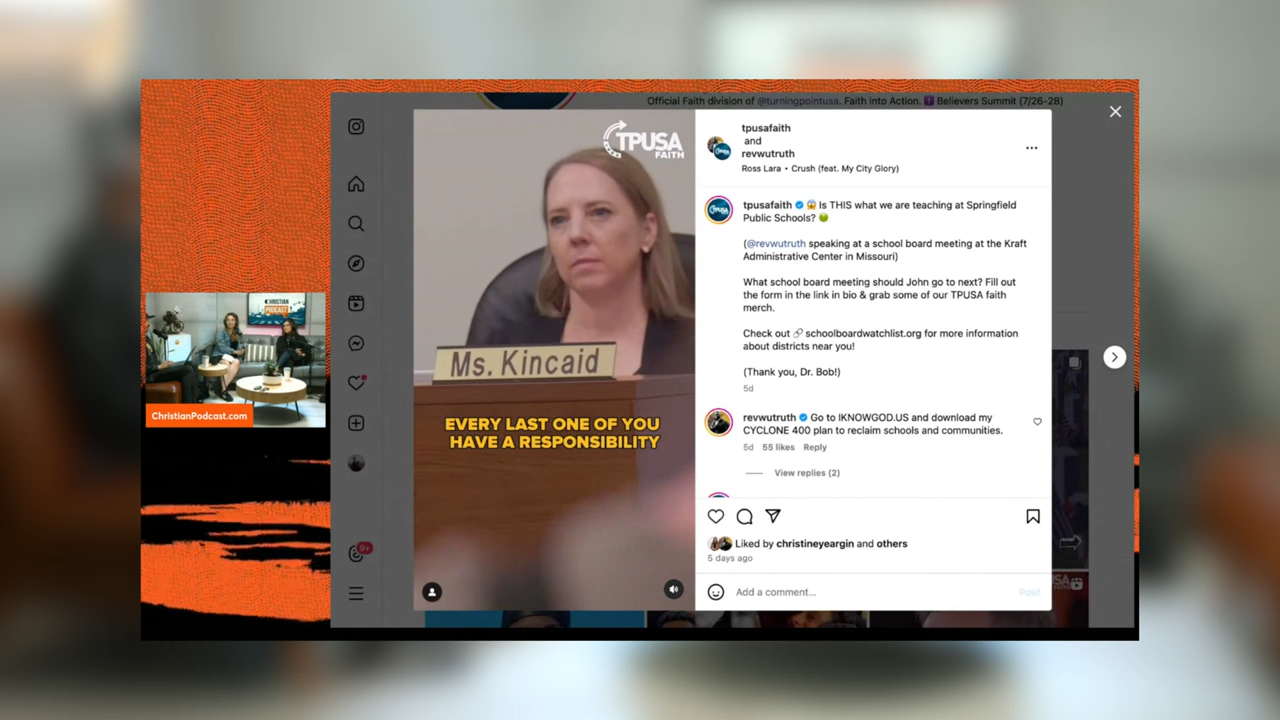 Official Faith division of @turningpointusa. Faith into Action. Believers Summit (7/26-28)
TPUSA
FAITH
Ms. Kincaid
EVERY LAST ONE OF YOU
HAVE A RESPONSIBILITY
CHRISTIAN
PODCAST
ChristianPodcast.com
9+
tpusafaith
and
revwutruth
Ross Lara • Crush (feat. My City Glory)
tpusafaith 😱 Is THIS what we are teaching at Springfield
Public Schools? 🤢
(@revwutruth speaking at a school board meeting at the Kraft
Administrative Center in Missouri)
What school board meeting should John go to next? Fill out
the form in the link in bio & grab some of our TPUSA faith
merch.
Check out 🔗 schoolboardwatchlist.org for more information
about districts near you!
(Thank you, Dr. Bob!)
5d
revwutruth Go to IKNOWGOD.US and download my
CYCLONE 400 plan to reclaim schools and communities.
5d 55 likes Reply
View replies (2)
Liked by christineyeargin and others
5 days ago
Add a comment...
Post